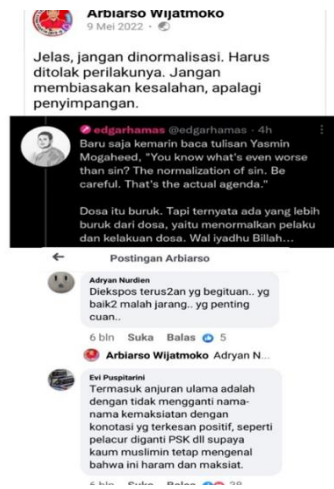 Arbiarso Wijatmoko
9 Mei 2022 ·
Jelas, jangan dinormalisasi. Harus
ditolak perilakunya. Jangan
membiasakan kesalahan, apalagi
penyimpangan.
edgarhamas @edgarhamas · 4h
Baru saja kemarin baca tulisan Yasmin
Mogaheed, "You know what's even worse
than sin? The normalization of sin. Be
careful. That's the actual agenda."
Dosa itu buruk. Tapi ternyata ada yang lebih
buruk dari dosa, yaitu menormalkan pelaku
dan kelakuan dosa. Wal iyadhu Billah...
Postingan Arbiarso
Adryan Nurdien
Diekspos terus2an yg begituan.. yg
baik2 malah jarang.. yg penting
cuan..
6 bln Suka Balas 5
Arbiarso Wijatmoko Adryan N...
Evi Puspitarini
Termasuk anjuran ulama adalah
dengan tidak mengganti nama-
nama kemaksiatan dengan
konotasi yg terkesan positif, seperti
pelacur diganti PSK dll supaya
kaum muslimin tetap mengenal
bahwa ini haram dan maksiat.
6 bln Suka Balas 38